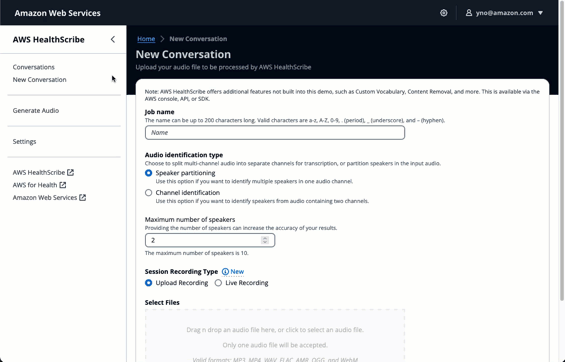 Amazon Web Services
yno@amazon.com
AWS HealthScribe
Conversations
New Conversation
Generate Audio
Settings
AWS HealthScribe
AWS for Health
Amazon Web Services
Home > New Conversation
New Conversation
Upload your audio file to be processed by AWS HealthScribe
Note: AWS HealthScribe offers additional features not built into this demo, such as Custom Vocabulary, Content Removal, and more. This is available via the
AWS console, API, or SDK.
Job name
The name can be up to 200 characters long. Valid characters are a-z, A-Z, 0-9, . (period), _ (underscore), and – (hyphen).
Name
Audio identification type
Choose to split multi-channel audio into separate channels for transcription, or partition speakers in the input audio.
Speaker partitioning
Use this option if you want to identify multiple speakers in one audio channel.
Channel identification
Use this option if you want to identify speakers from audio containing two channels.
Maximum number of speakers
Providing the number of speakers can increase the accuracy of your results.
2
The maximum number of speakers is 10.
Session Recording Type New
Upload Recording Live Recording
Select Files
Drag n drop an audio file here, or click to select an audio file.
Only one audio file will be accepted.
Valid formats: MP3, MP4, WAV, FLAC, AMR, OGG, and WebM.